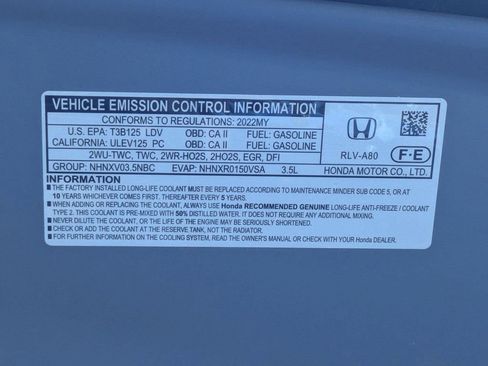 VEHICLE EMISSION CONTROL INFORMATION
CONFORMS TO REGULATIONS: 2022MY
U.S. EPA: T3B125 LDV OBD: CA II FUEL: GASOLINE
CALIFORNIA: ULEV125 PC OBD: CA II FUEL: GASOLINE
2WU-TWC, TWC, 2WR-HO2S, 2HO2S, EGR, DFI
GROUP: NHNXV03.5NBC EVAP: NHNXR0150VSA 3.5L
HONDA
RLV-A80 F·E
HONDA MOTOR CO., LTD.
INFORMATION
■ THE FACTORY INSTALLED LONG-LIFE COOLANT MUST BE REPLACED ACCORDING TO MAINTENANCE MINDER SUB CODE 5, OR AT
10 YEARS WHICHEVER COMES FIRST. THEREAFTER EVERY 5 YEARS.
■ WHEN ADDING OR REPLACING THE COOLANT, ALWAYS USE Honda RECOMMENDED GENUINE LONG-LIFE ANTI-FREEZE / COOLANT
TYPE 2. THIS COOLANT IS PRE-MIXED WITH 50% DISTILLED WATER. IT DOES NOT REQUIRE ANY ADDITIONAL MIXING.
■ NEVER DILUTE THE COOLANT, OR THE LIFE OF THE ENGINE MAY BE SERIOUSLY SHORTENED.
■ CHECK OR ADD THE COOLANT AT THE RESERVE TANK, NOT THE RADIATOR.
■ FOR FURTHER INFORMATION ON THE COOLING SYSTEM, READ THE OWNER'S MANUAL OR CHECK WITH YOUR Honda DEALER.